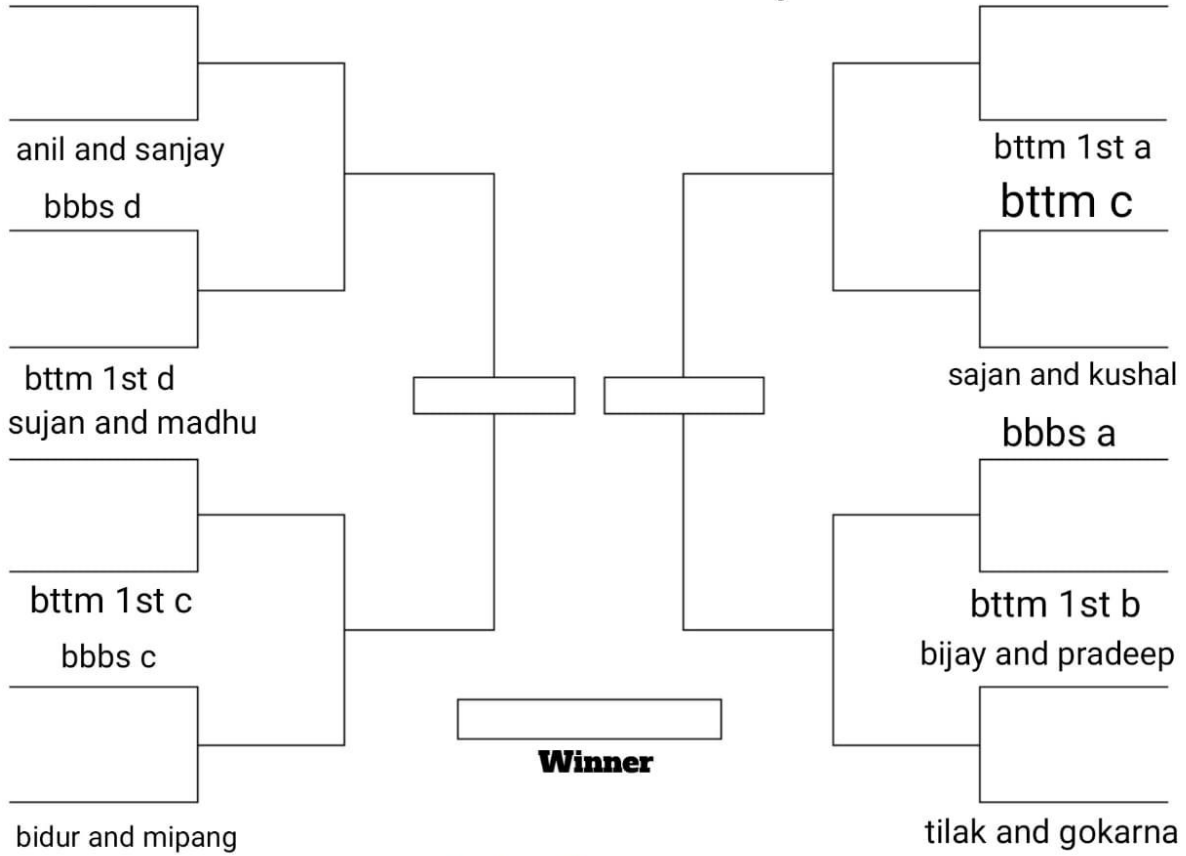 anil and sanjay
bbbs d
bttm 1st d
sujan and madhu
bttm 1st c
bbbs c
bidur and mipang
bttm 1st a
bttm c
sajan and kushal
bbbs a
bttm 1st b
bijay and pradeep
tilak and gokarna
Winner